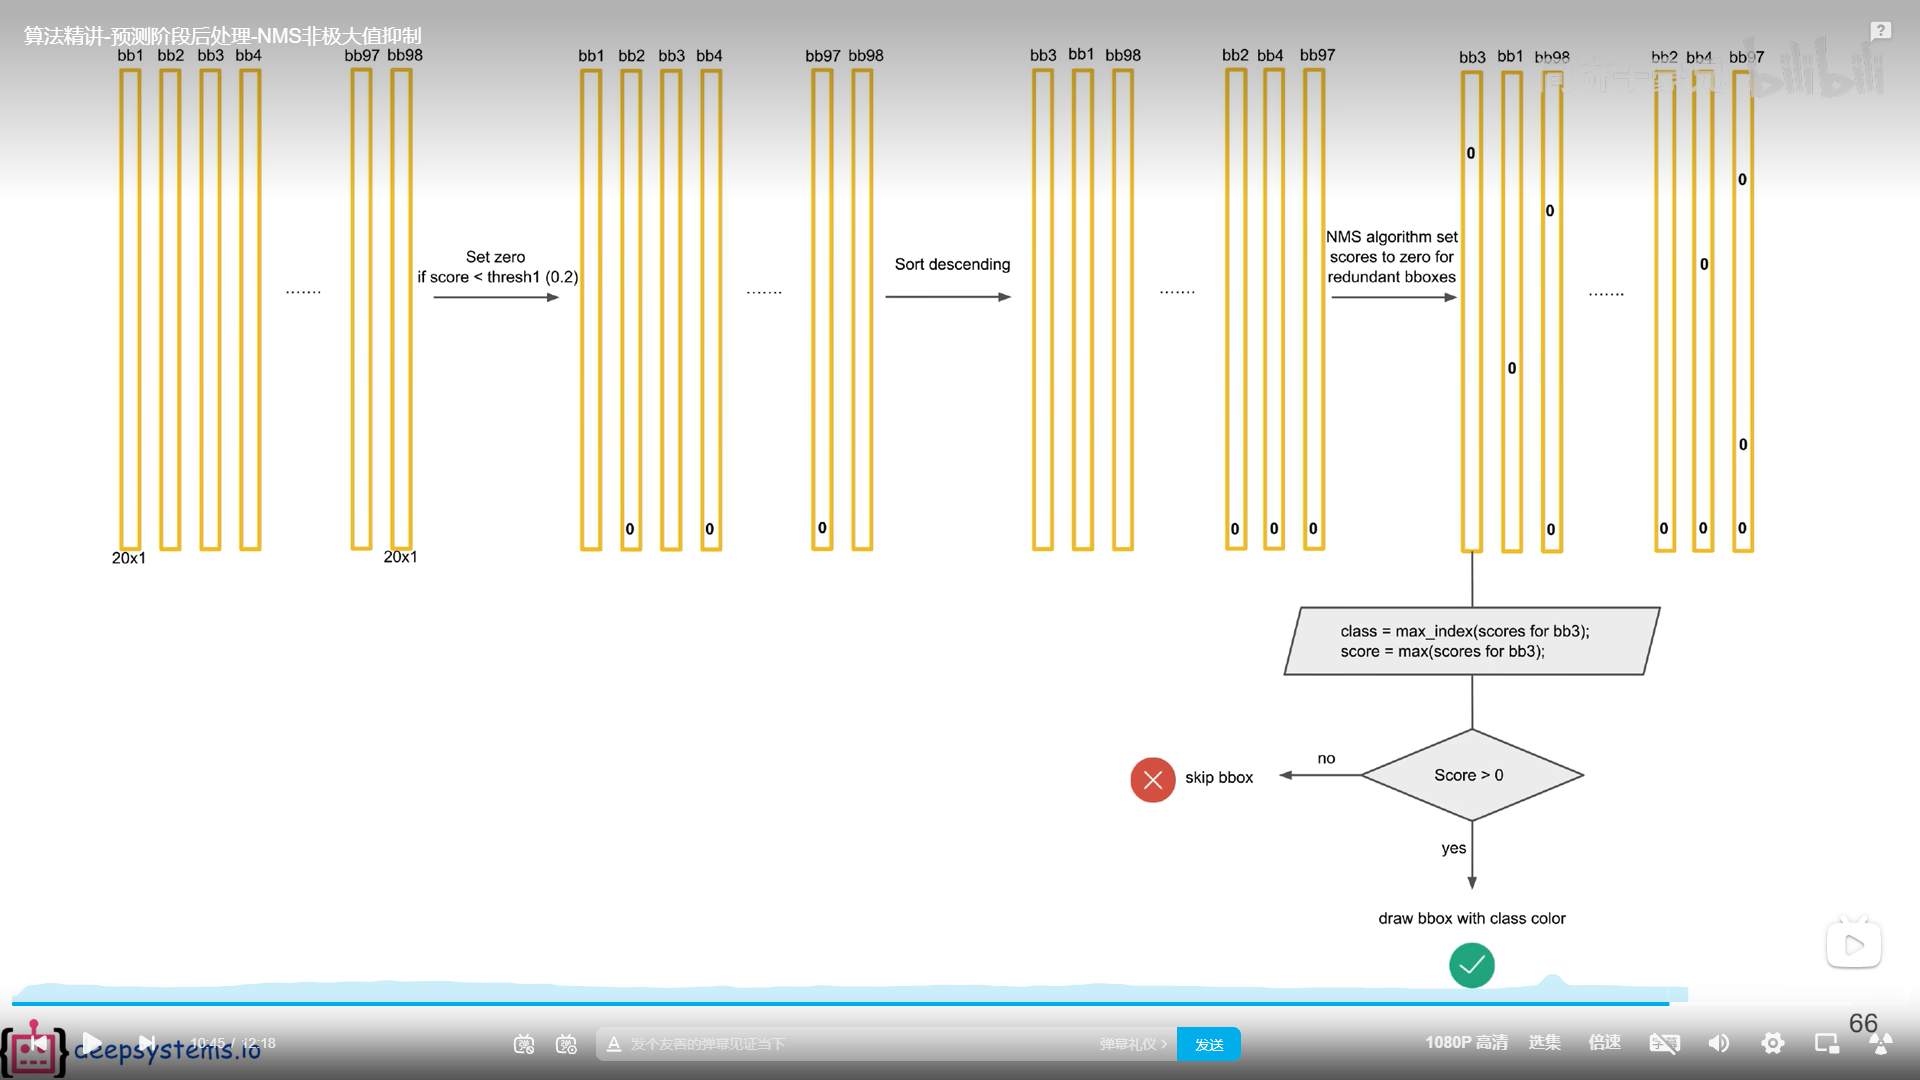 算法精讲-预测阶段后处理-NMS非极大值抑制
bb1 bb2 bb3 bb4 bb97 bb98
bb1 bb2 bb3 bb4 bb97 bb98
bb3 bb1 bb98 bb2 bb4 bb97
bb3 bb1 bb98 bb2 bb4 bb97
bilibili
?
0
0
0
Set zero
if score < thresh1 (0.2)
Sort descending
NMS algorithm set
scores to zero for
redundant bboxes
0
.......
.......
.......
.......
0
0
0 0 0
0 0 0
0 0 0 0
20x1 20x1
class = max_index(scores for bb3);
score = max(scores for bb3);
Score > 0
no
skip bbox
yes
draw bbox with class color
66
deepsystems.io
10:45 / 12:18
发个友善的弹幕见证当下
弹幕礼仪 >
发送
1080P 高清
选集
倍速